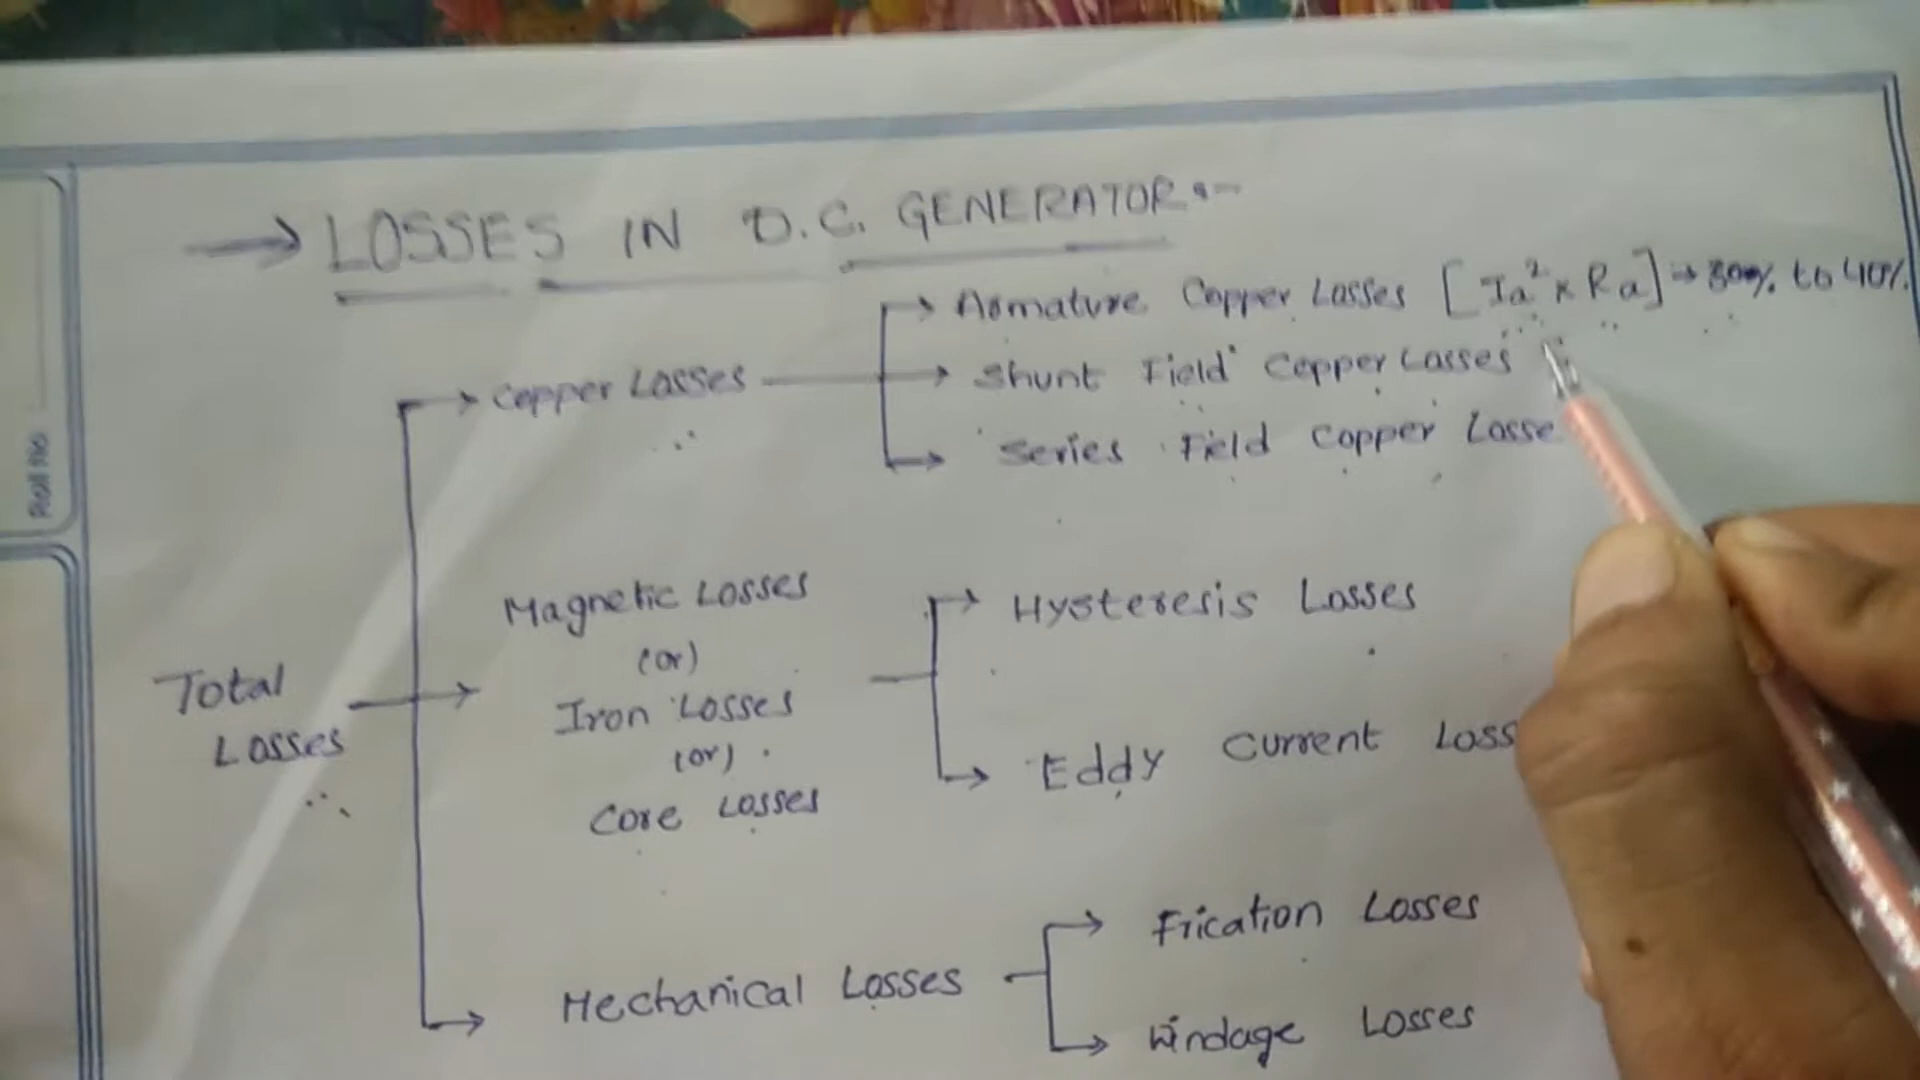 → LOSSES IN D.C. GENERATOR :-
Armature Copper Losses [Ia² × Ra] → 30% to 40%
Copper Losses
Shunt Field Copper Losses
Series Field Copper Losse
Magnetic Losses
(or)
Iron Losses
(or)
Core Losses
Hysteresis Losses
Eddy Current Loss
Total
Losses
Mechanical Losses
Frication Losses
Windage Losses
Roll No